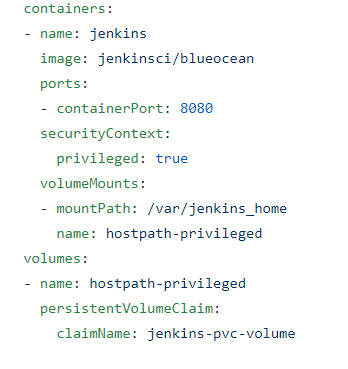 containers:
- name: jenkins
  image: jenkinsci/blueocean
  ports:
  - containerPort: 8080
  securityContext:
    privileged: true
  volumeMounts:
  - mountPath: /var/jenkins_home
    name: hostpath-privileged
volumes:
- name: hostpath-privileged
  persistentVolumeClaim:
    claimName: jenkins-pvc-volume